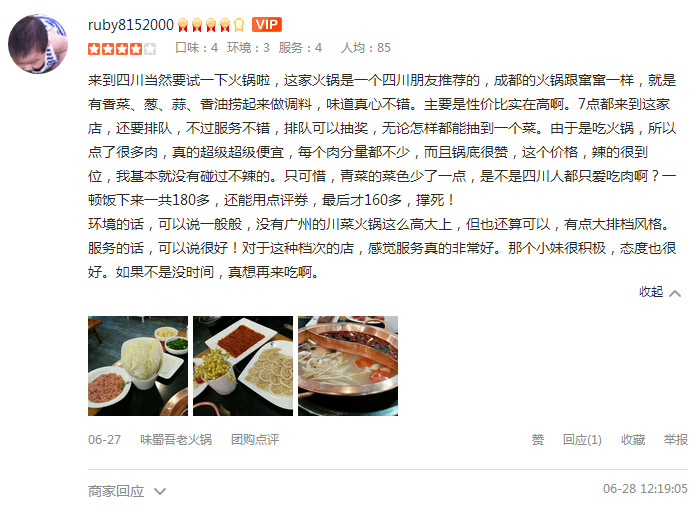 ruby8152000 VIP
口味：4 环境：3 服务：4 人均：85
来到四川当然要试一下火锅啦，这家火锅是一个四川朋友推荐的，成都的火锅跟窜窜一样，就是
有香菜、葱、蒜、香油捞起来做调料，味道真心不错。主要是性价比实在高啊。7点都来到这家
店，还要排队，不过服务不错，排队可以抽奖，无论怎样都能抽到一个菜。由于是吃火锅，所以
点了很多肉，真的超级超级便宜，每个肉分量都不少，而且锅底很赞，这个价格，辣的很到
位，我基本就没有碰过不辣的。只可惜，青菜的菜色少了一点，是不是四川人都只爱吃肉啊？一
顿饭下来一共180多，还能用点评券，最后才160多，撑死！
环境的话，可以说一般般，没有广州的川菜火锅这么高大上，但也还算可以，有点大排档风格。
服务的话，可以说很好！对于这种档次的店，感觉服务真的非常好。那个小妹很积极，态度也很
好。如果不是没时间，真想再来吃啊。
收起
06-27 味蜀吾老火锅 团购点评 赞 回应(1) 收藏 举报
商家回应 06-28 12:19:05